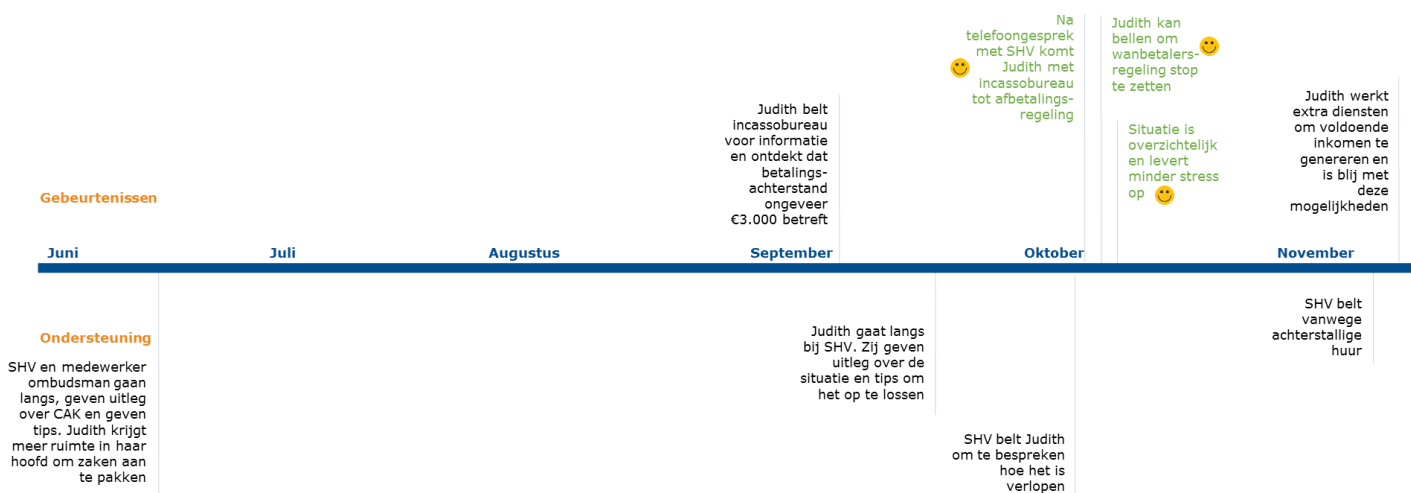 Na
telefoongesprek
met SHV komt
Judith met
incassobureau
tot afbetalings-
regeling
Judith kan
bellen om
wanbetalers-
regeling stop
te zetten
Judith belt
incassobureau
voor informatie
en ontdekt dat
betalings-
achterstand
ongeveer
€3.000 betreft
Situatie is
overzichtelijk
en levert
minder stress
op
Judith werkt
extra diensten
om voldoende
inkomen te
genereren en
is blij met
deze
mogelijkheden
Gebeurtenissen
Juni Juli Augustus September Oktober November
Ondersteuning
SHV en medewerker
ombudsman gaan
langs, geven uitleg
over CAK en geven
tips. Judith krijgt
meer ruimte in haar
hoofd om zaken aan
te pakken
Judith gaat langs
bij SHV. Zij geven
uitleg over de
situatie en tips om
het op te lossen
SHV belt Judith
om te bespreken
hoe het is
verlopen
SHV belt
vanwege
achterstallige
huur